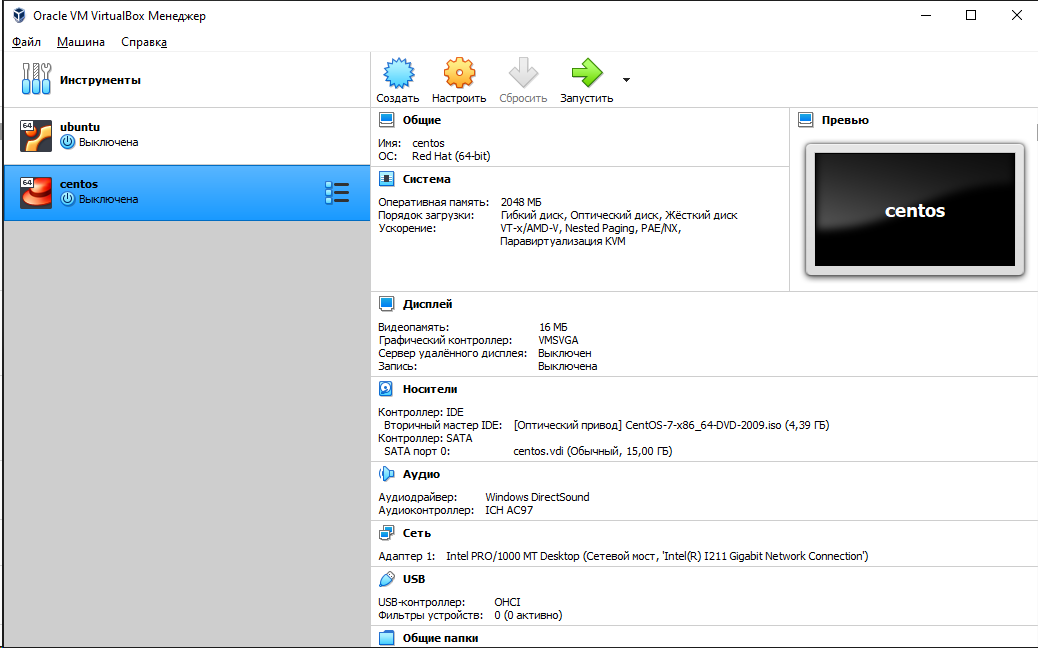 Oracle VM VirtualBox Менеджер
Файл Машина Справка
Инструменты
Создать Настроить Сбросить Запустить
64 ubuntu
Выключена
64 centos
Выключена
Общие
Имя: centos
ОС: Red Hat (64-bit)
Превью
centos
Система
Оперативная память: 2048 МБ
Порядок загрузки: Гибкий диск, Оптический диск, Жёсткий диск
Ускорение: VT-x/AMD-V, Nested Paging, PAE/NX,
Паравиртуализация KVM
Дисплей
Видеопамять: 16 МБ
Графический контроллер: VMSVGA
Сервер удалённого дисплея: Выключен
Запись: Выключена
Носители
Контроллер: IDE
Вторичный мастер IDE: [Оптический привод] CentOS-7-x86_64-DVD-2009.iso (4,39 ГБ)
Контроллер: SATA
SATA порт 0: centos.vdi (Обычный, 15,00 ГБ)
Аудио
Аудиодрайвер: Windows DirectSound
Аудиоконтроллер: ICH AC97
Сеть
Адаптер 1: Intel PRO/1000 MT Desktop (Сетевой мост, 'Intel(R) I211 Gigabit Network Connection')
USB
USB-контроллер: OHCI
Фильтры устройств: 0 (0 активно)
Общие папки